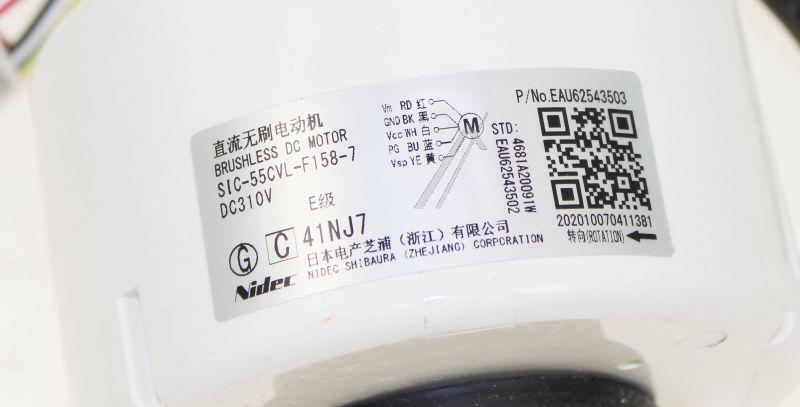 直流无刷电动机
BRUSHLESS DC MOTOR
SIC-55CVL-F158-7
DC310V
E级
G C 41NJ7
日本电产芝浦（浙江）有限公司
NIDEC SHIBAURA (ZHEJIANG) CORPORATION
Nidec
Vm RD 红
GND BK 黑
Vcc WH 白
PG BU 蓝
Vsp YE 黄
M
STD:
4681A20091W
EAU62543502
P/No.EAU62543503
202010070411381
转向(ROTATION)